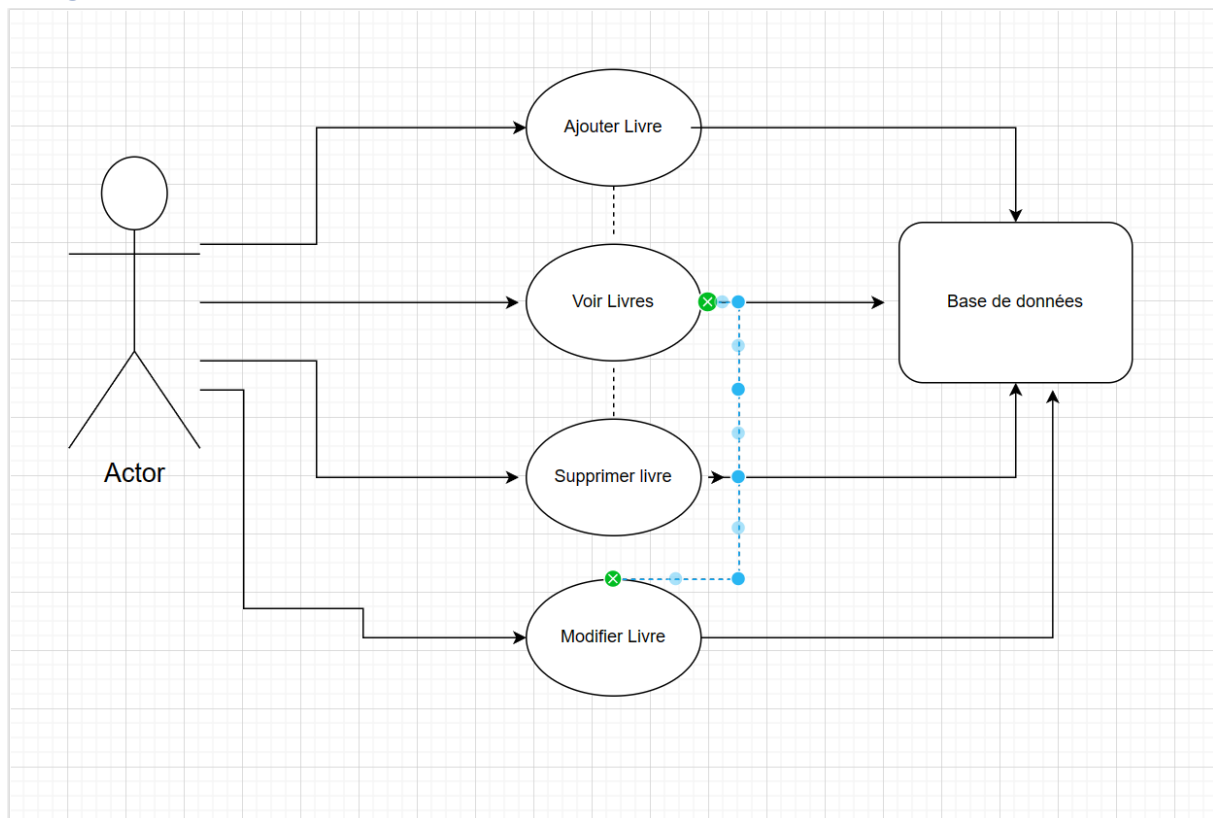 Ajouter Livre
Voir Livres
Base de données
Actor
Supprimer livre
Modifier Livre